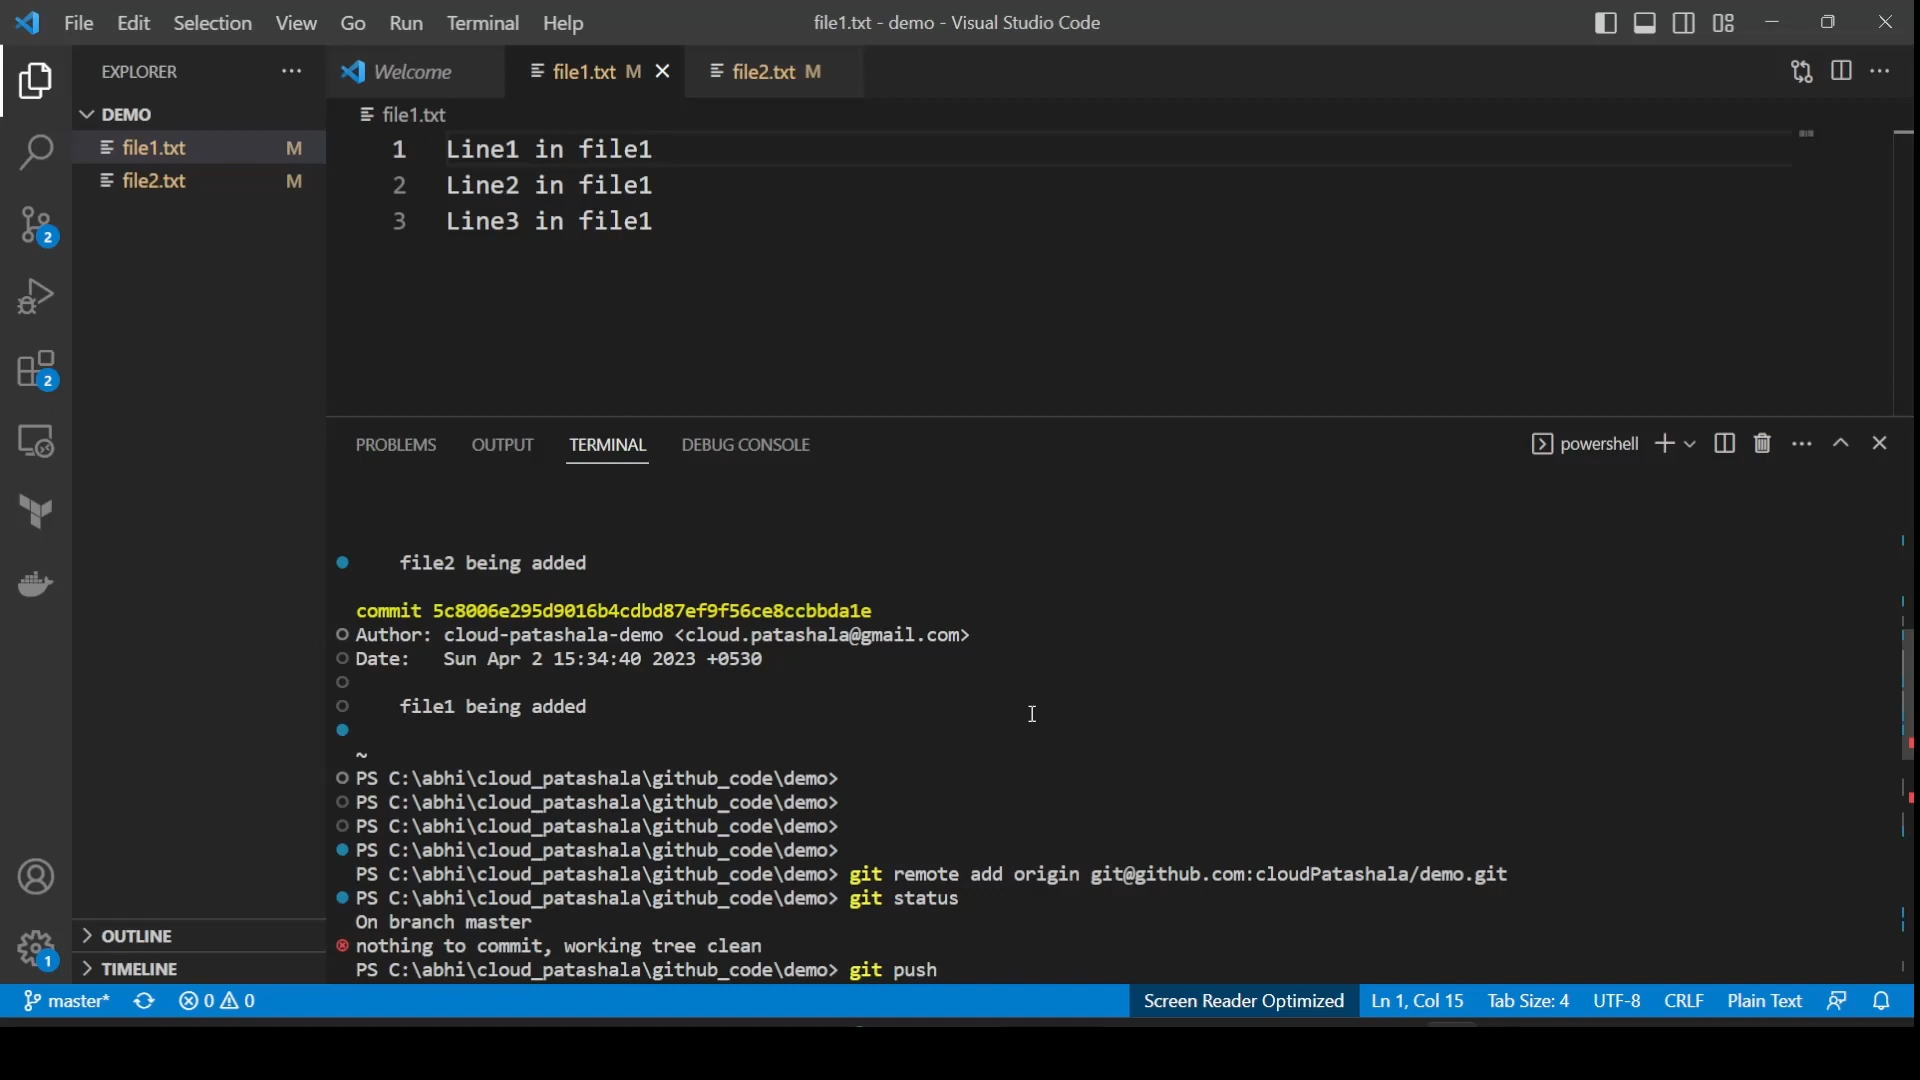 File Edit Selection View Go Run Terminal Help
file1.txt - demo - Visual Studio Code
EXPLORER
DEMO
file1.txt M
file2.txt M
OUTLINE
TIMELINE
Welcome
file1.txt M
file2.txt M
file1.txt
1 Line1 in file1
2 Line2 in file1
3 Line3 in file1
PROBLEMS OUTPUT TERMINAL DEBUG CONSOLE
powershell
file2 being added
commit 5c8006e295d9016b4cdbd87ef9f56ce8ccbbda1e
Author: cloud-patashala-demo <cloud.patashala@gmail.com>
Date: Sun Apr 2 15:34:40 2023 +0530
file1 being added
~
PS C:\abhi\cloud_patashala\github_code\demo>
PS C:\abhi\cloud_patashala\github_code\demo>
PS C:\abhi\cloud_patashala\github_code\demo>
PS C:\abhi\cloud_patashala\github_code\demo>
PS C:\abhi\cloud_patashala\github_code\demo> git remote add origin git@github.com:cloudPatashala/demo.git
PS C:\abhi\cloud_patashala\github_code\demo> git status
On branch master
nothing to commit, working tree clean
PS C:\abhi\cloud_patashala\github_code\demo> git push
2
2
1
master* 0 0 Screen Reader Optimized Ln 1, Col 15 Tab Size: 4 UTF-8 CRLF Plain Text